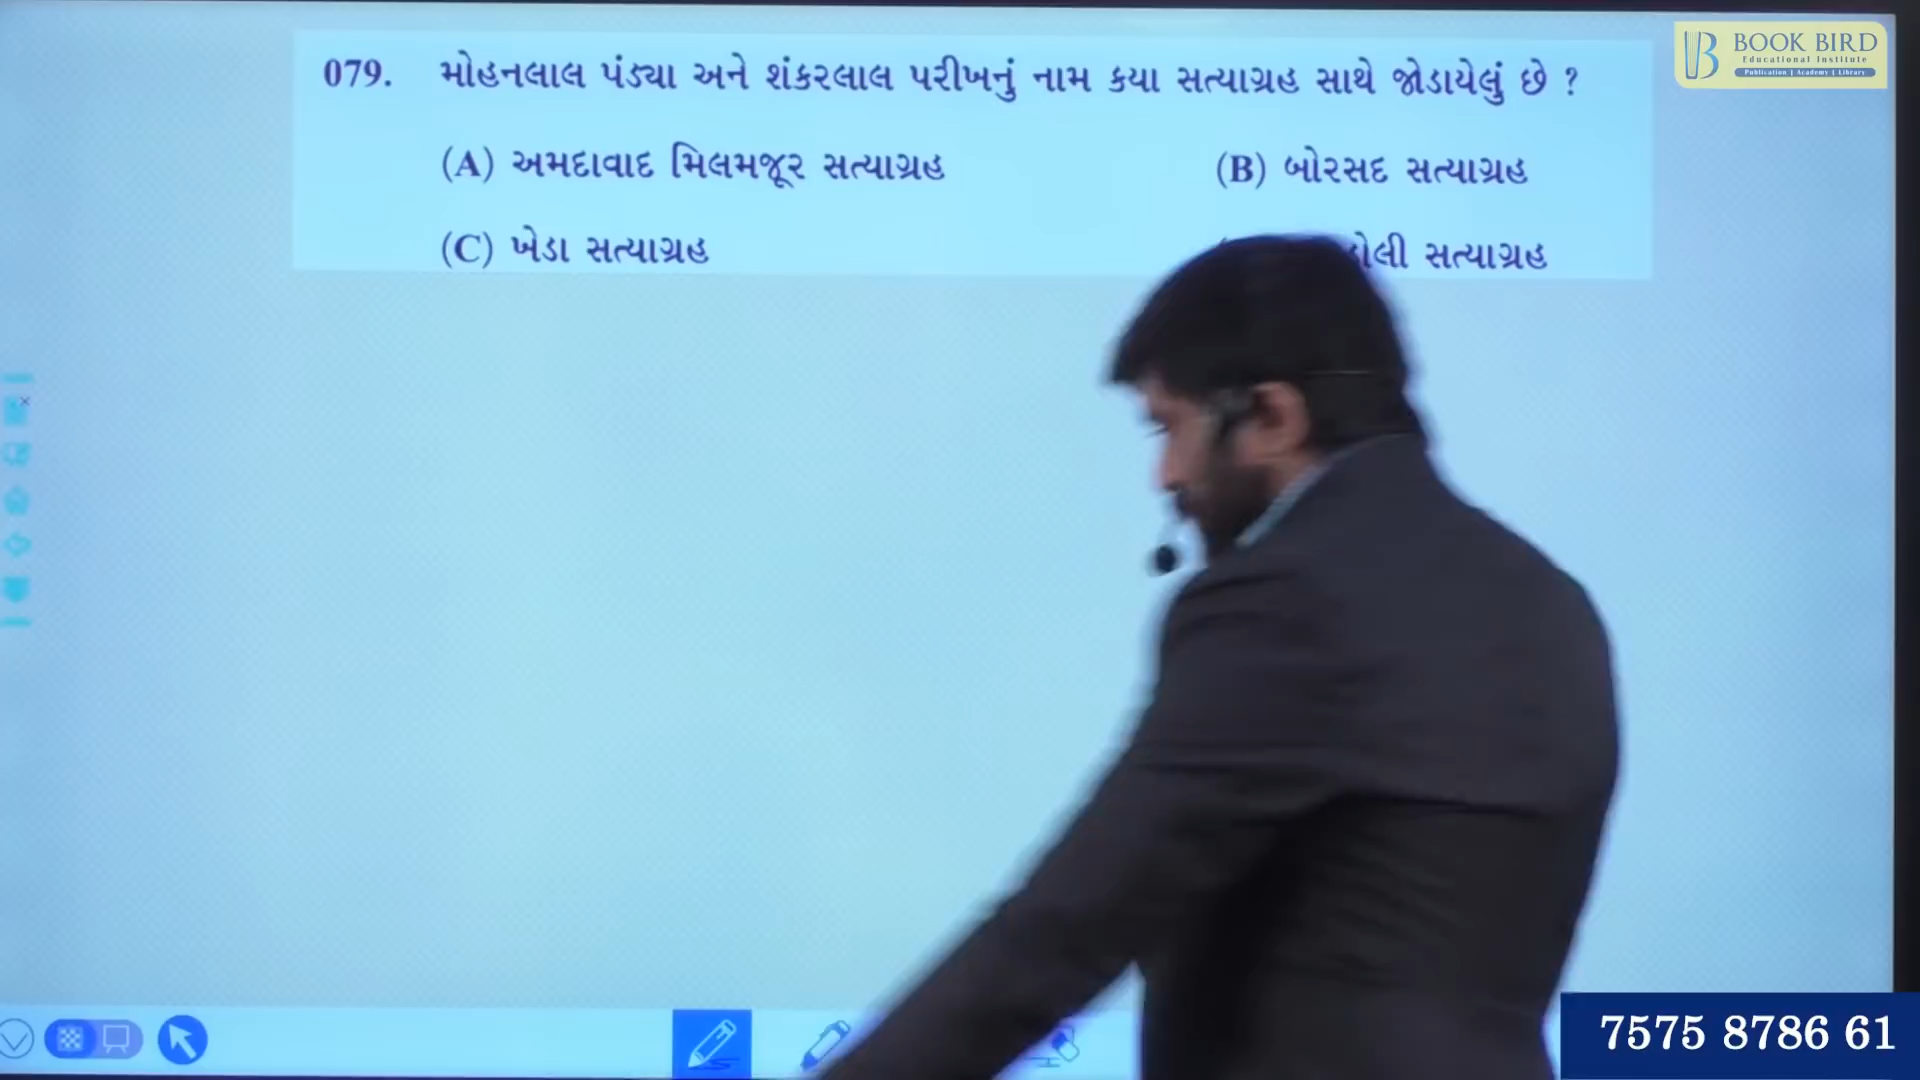 079. મોહનલાલ પંડ્યા અને શંકરલાલ પરીખનું નામ કયા સત્યાગ્રહ સાથે જોડાયેલું છે ?
(A) અમદાવાદ મિલમજૂર સત્યાગ્રહ
(B) બોરસદ સત્યાગ્રહ
(C) ખેડા સત્યાગ્રહ
સત્યાગ્રહ
BOOK BIRD
Educational Institute
Publication | Academy | Library
7575 8786 61